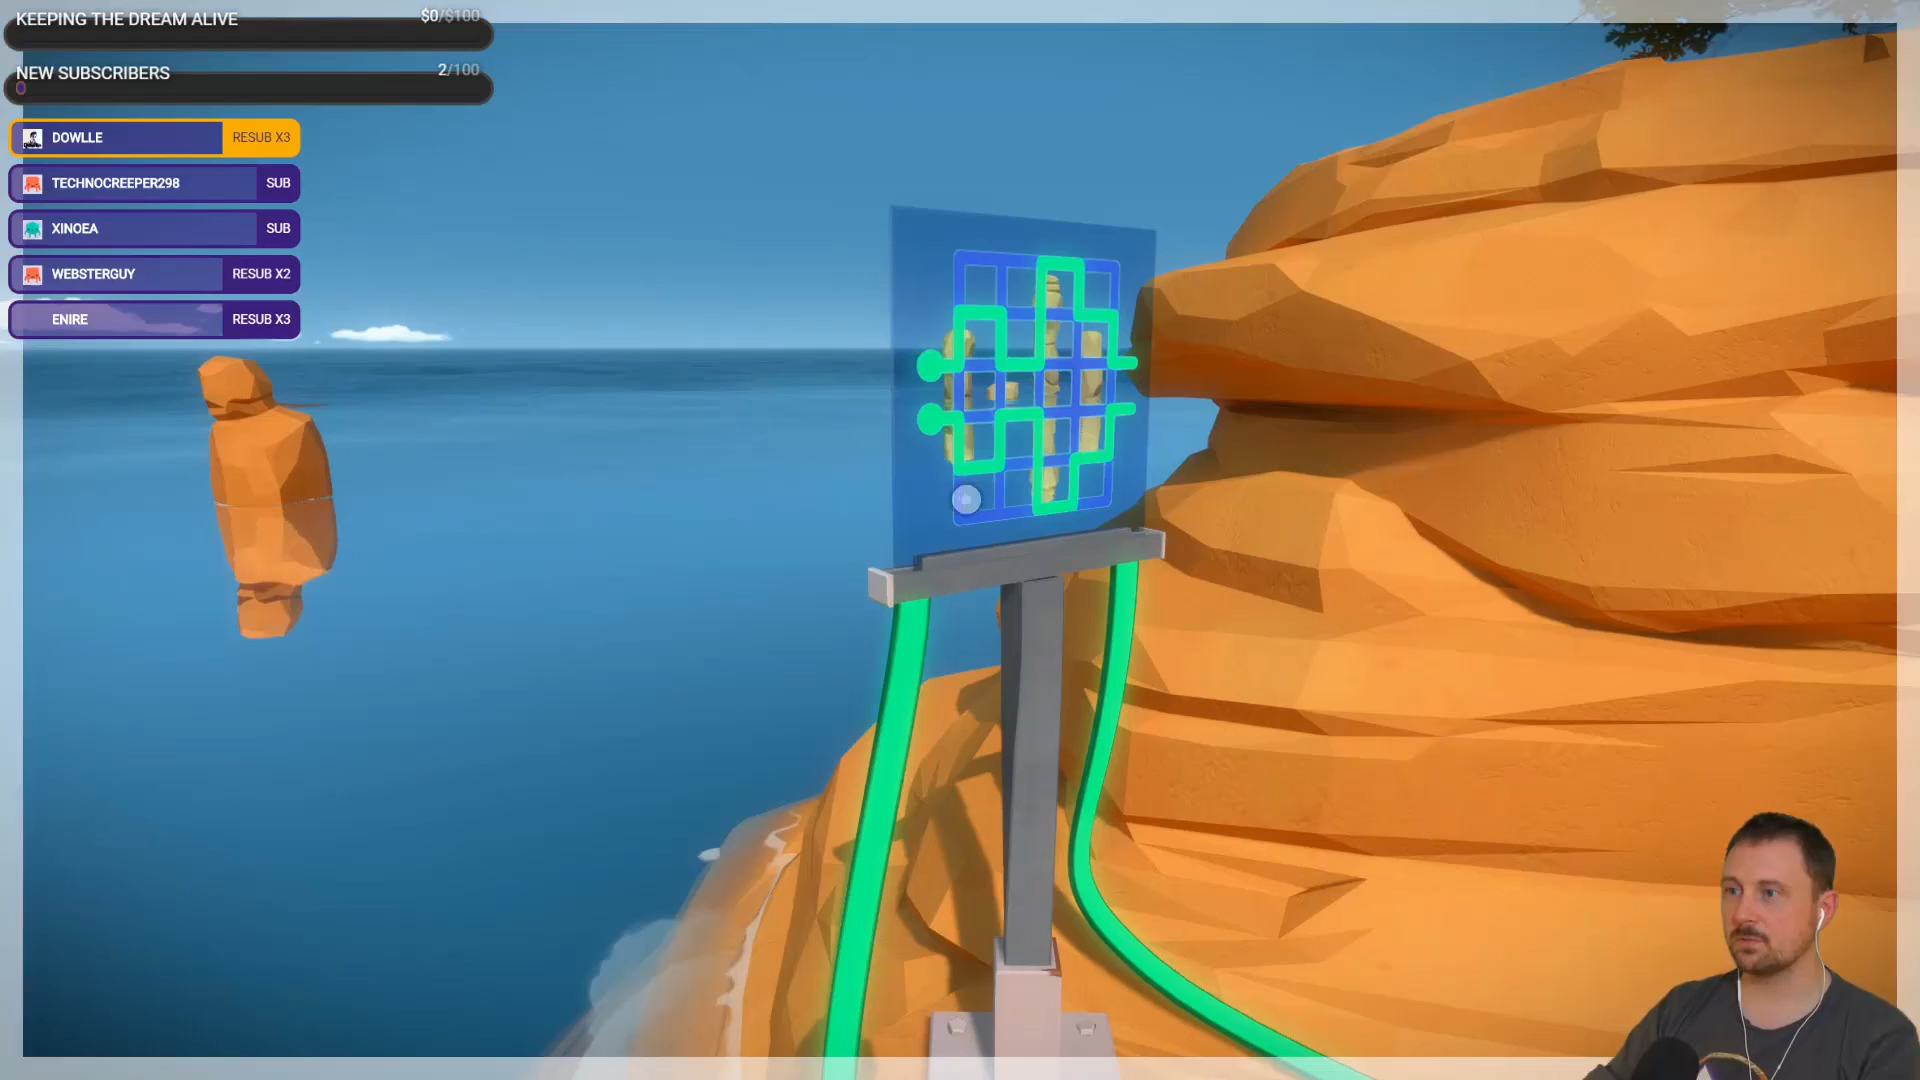 KEEPING THE DREAM ALIVE $0/$100
NEW SUBSCRIBERS 2/100
DOWLLE RESUB X3
TECHNOCREEPER298 SUB
XINOEA SUB
WEBSTERGUY RESUB X2
ENIRE RESUB X3